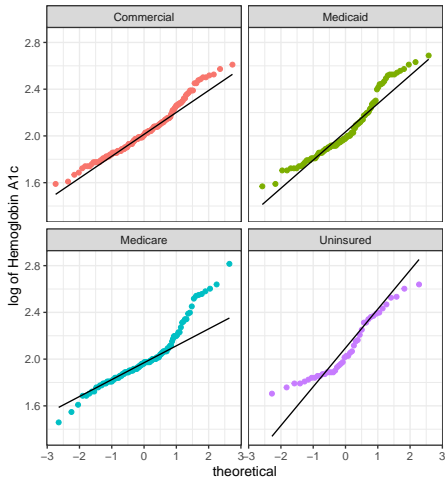 Commercial
Medicaid
2.8
2.4
2.0
1.6
Medicare
Uninsured
2.8
2.4
2.0
1.6
−3 −2 −1 0 1 2 3
−3 −2 −1 0 1 2 3
theoretical
log of Hemoglobin A1c